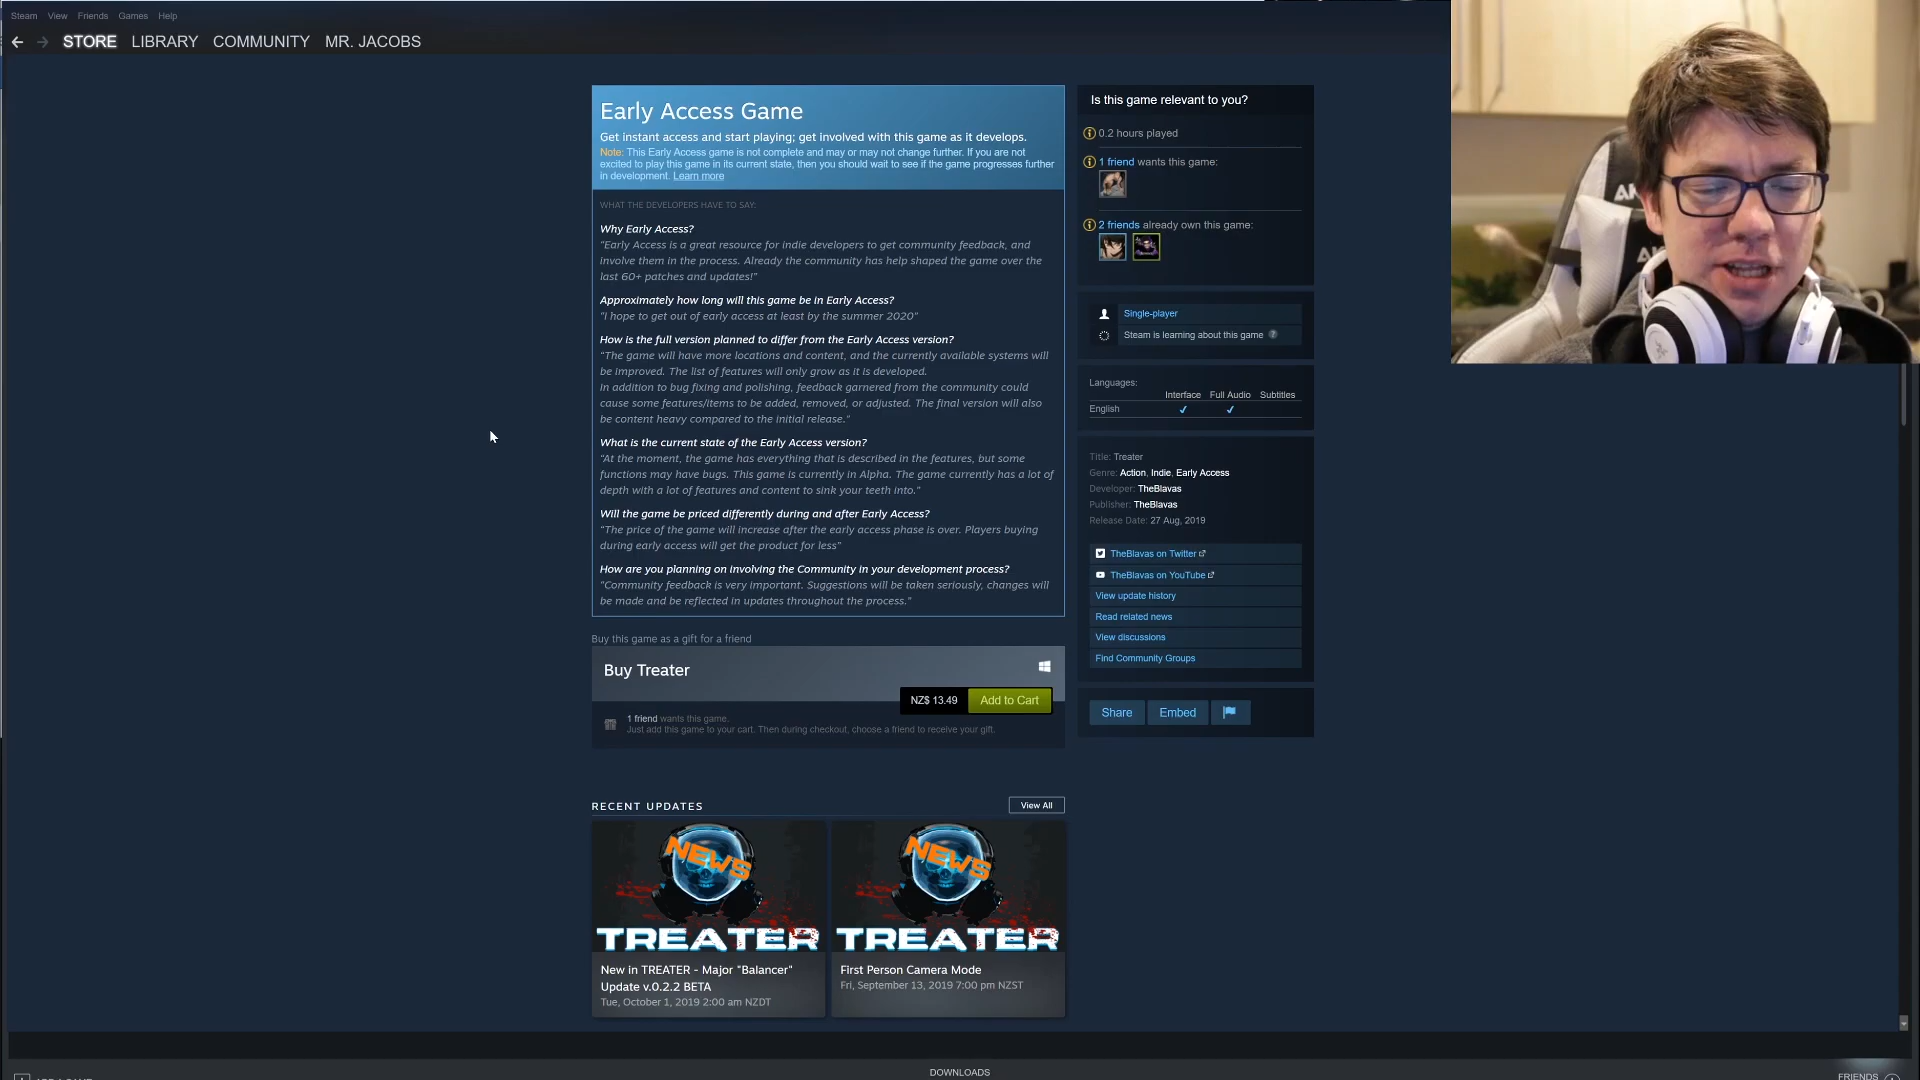 Steam View Friends Games Help
STORE LIBRARY COMMUNITY MR. JACOBS
Early Access Game
Get instant access and start playing; get involved with this game as it develops.
Note: This Early Access game is not complete and may or may not change further. If you are not
excited to play this game in its current state, then you should wait to see if the game progresses further
in development. Learn more
WHAT THE DEVELOPERS HAVE TO SAY:
Why Early Access?
"Early Access is a great resource for indie developers to get community feedback, and
involve them in the process. Already the community has help shaped the game over the
last 60+ patches and updates!"
Approximately how long will this game be in Early Access?
"I hope to get out of early access at least by the summer 2020"
How is the full version planned to differ from the Early Access version?
"The game will have more locations and content, and the currently available systems will
be improved. The list of features will only grow as it is developed.
In addition to bug fixing and polishing, feedback garnered from the community could
cause some features/items to be added, removed, or adjusted. The final version will also
be content heavy compared to the initial release."
What is the current state of the Early Access version?
"At the moment, the game has everything that is described in the features, but some
functions may have bugs. This game is currently in Alpha. The game currently has a lot of
depth with a lot of features and content to sink your teeth into."
Will the game be priced differently during and after Early Access?
"The price of the game will increase after the early access phase is over. Players buying
during early access will get the product for less"
How are you planning on involving the Community in your development process?
"Community feedback is very important. Suggestions will be taken seriously, changes will
be made and be reflected in updates throughout the process."
Buy this game as a gift for a friend
Buy Treater
NZ$ 13.49 Add to Cart
1 friend wants this game.
Just add this game to your cart. Then during checkout, choose a friend to receive your gift.
RECENT UPDATES View All
NEWS
TREATER
New in TREATER - Major "Balancer"
Update v.0.2.2 BETA
Tue, October 1, 2019 2:00 am NZDT
NEWS
TREATER
First Person Camera Mode
Fri, September 13, 2019 7:00 pm NZST
Is this game relevant to you?
0.2 hours played
1 friend wants this game:
2 friends already own this game:
Single-player
Steam is learning about this game ?
Languages:
Interface Full Audio Subtitles
English ✓ ✓
Title: Treater
Genre: Action, Indie, Early Access
Developer: TheBlavas
Publisher: TheBlavas
Release Date: 27 Aug, 2019
TheBlavas on Twitter
TheBlavas on YouTube
View update history
Read related news
View discussions
Find Community Groups
Share Embed
DOWNLOADS
FRIENDS